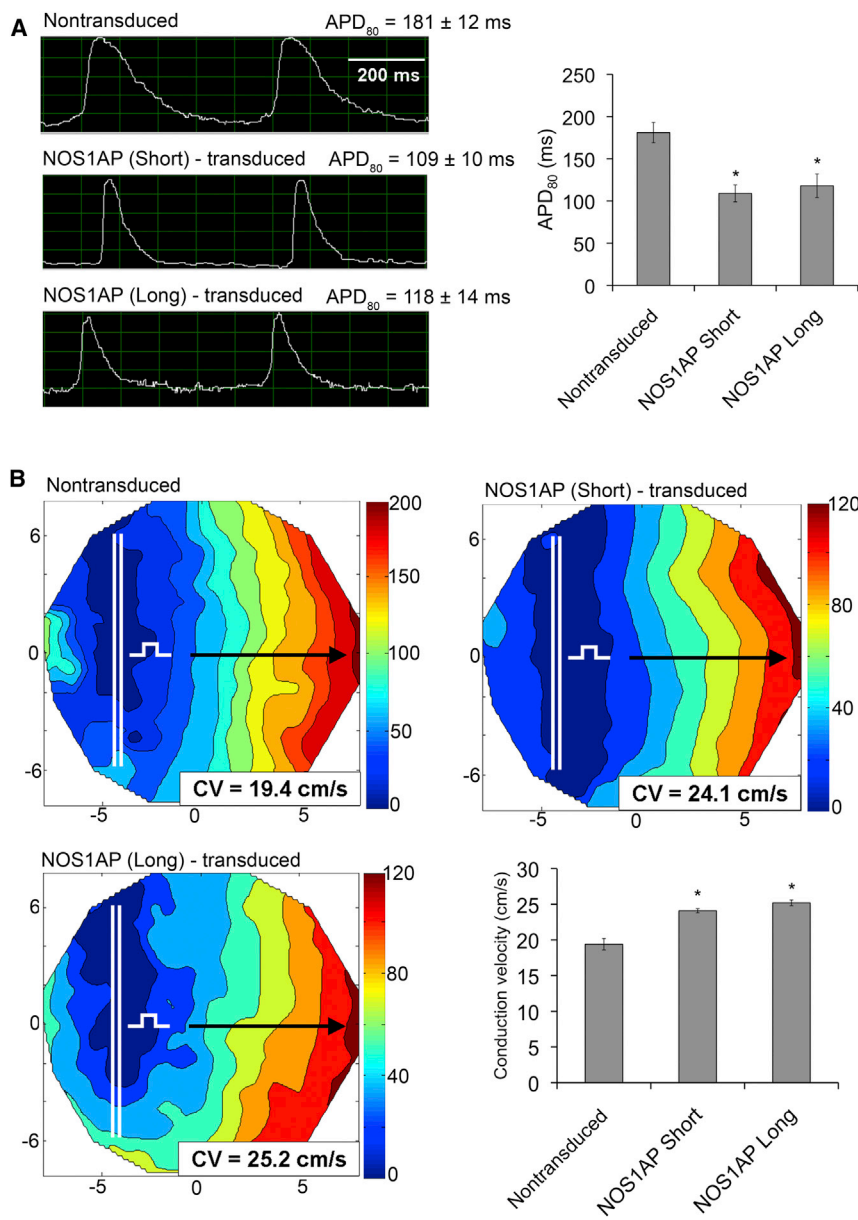 A
Nontransduced
APD80 = 181 ± 12 ms
200 ms
NOS1AP (Short) - transduced
APD80 = 109 ± 10 ms
NOS1AP (Long) - transduced
APD80 = 118 ± 14 ms
APD80 (ms)
250
200
150
100
50
0
*
*
Nontransduced
NOS1AP Short
NOS1AP Long
B
Nontransduced
6
0
-6
-5
0
5
200
150
100
50
0
CV = 19.4 cm/s
NOS1AP (Short) - transduced
6
0
-6
-5
0
5
120
80
40
0
CV = 24.1 cm/s
NOS1AP (Long) - transduced
6
0
-6
-5
0
5
120
80
40
0
CV = 25.2 cm/s
Conduction velocity (cm/s)
30
25
20
15
10
5
0
*
*
Nontransduced
NOS1AP Short
NOS1AP Long